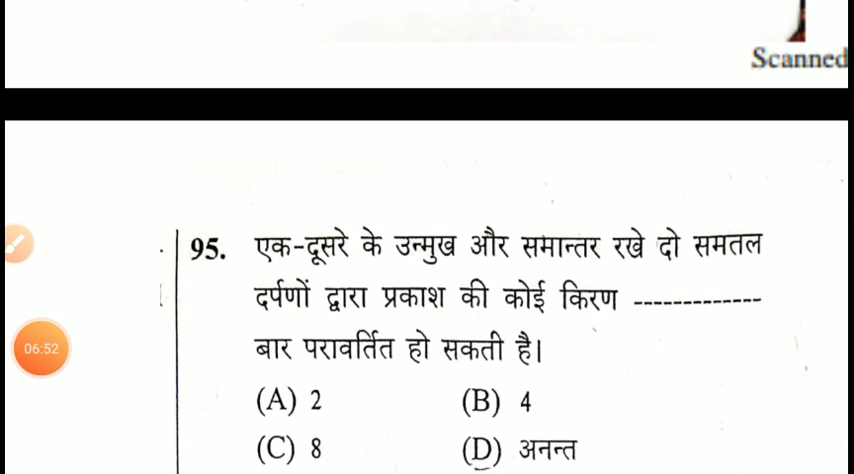 Scanned
95. एक-दूसरे के उन्मुख और समान्तर रखे दो समतल
दर्पणों द्वारा प्रकाश की कोई किरण -------------
बार परावर्तित हो सकती है।
06:52
(A) 2 (B) 4
(C) 8 (D) अनन्त